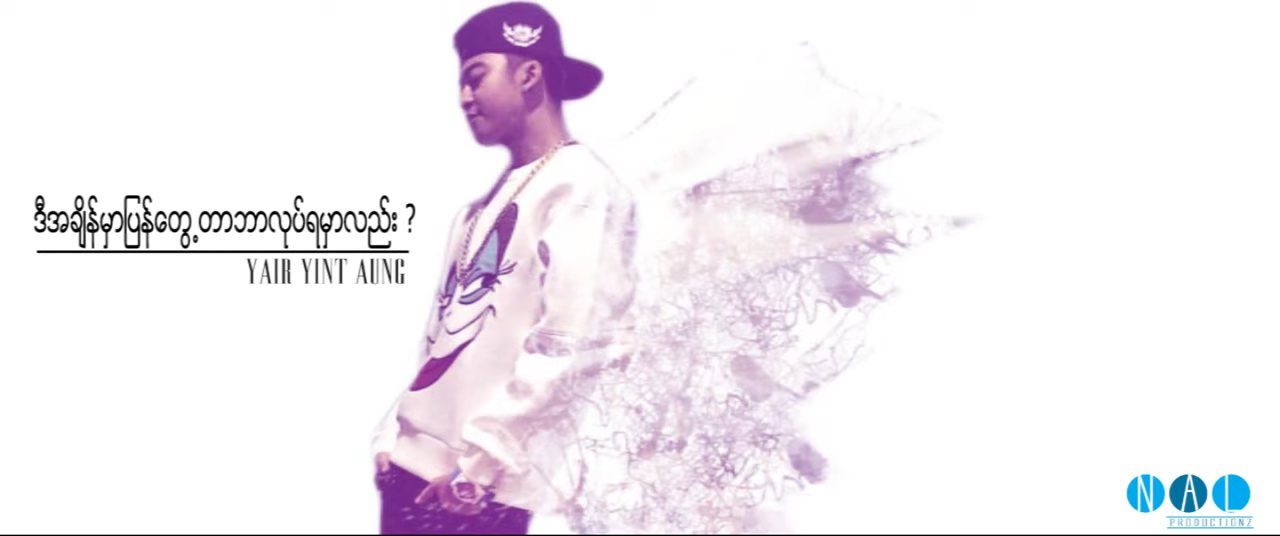 ဒီအချိန်မှာပြန်တွေ့တာဘာလုပ်ရမှာလည်း ?
YAIR YINT AUNG
NAL
PRODUCTIONZ